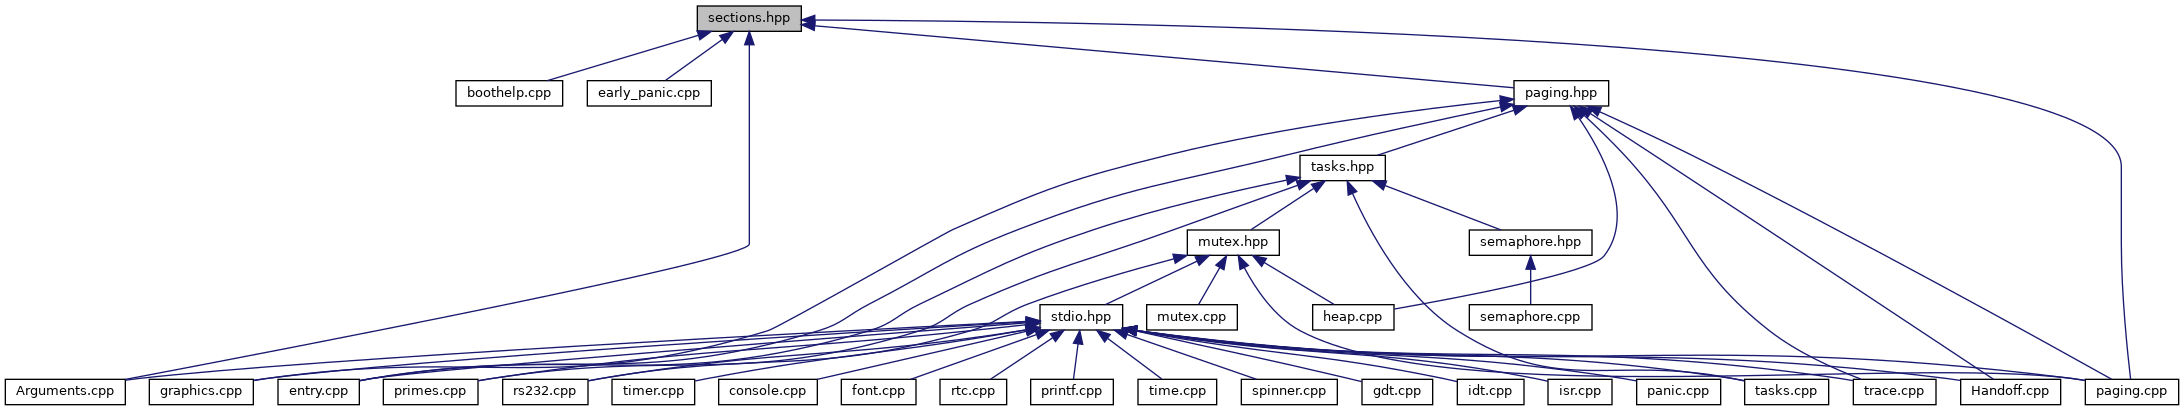 sections.hpp
boothelp.cpp
early_panic.cpp
paging.hpp
tasks.hpp
mutex.hpp
semaphore.hpp
stdio.hpp
mutex.cpp
heap.cpp
semaphore.cpp
Arguments.cpp
graphics.cpp
entry.cpp
primes.cpp
rs232.cpp
timer.cpp
console.cpp
font.cpp
rtc.cpp
printf.cpp
time.cpp
spinner.cpp
gdt.cpp
idt.cpp
isr.cpp
panic.cpp
tasks.cpp
trace.cpp
Handoff.cpp
paging.cpp